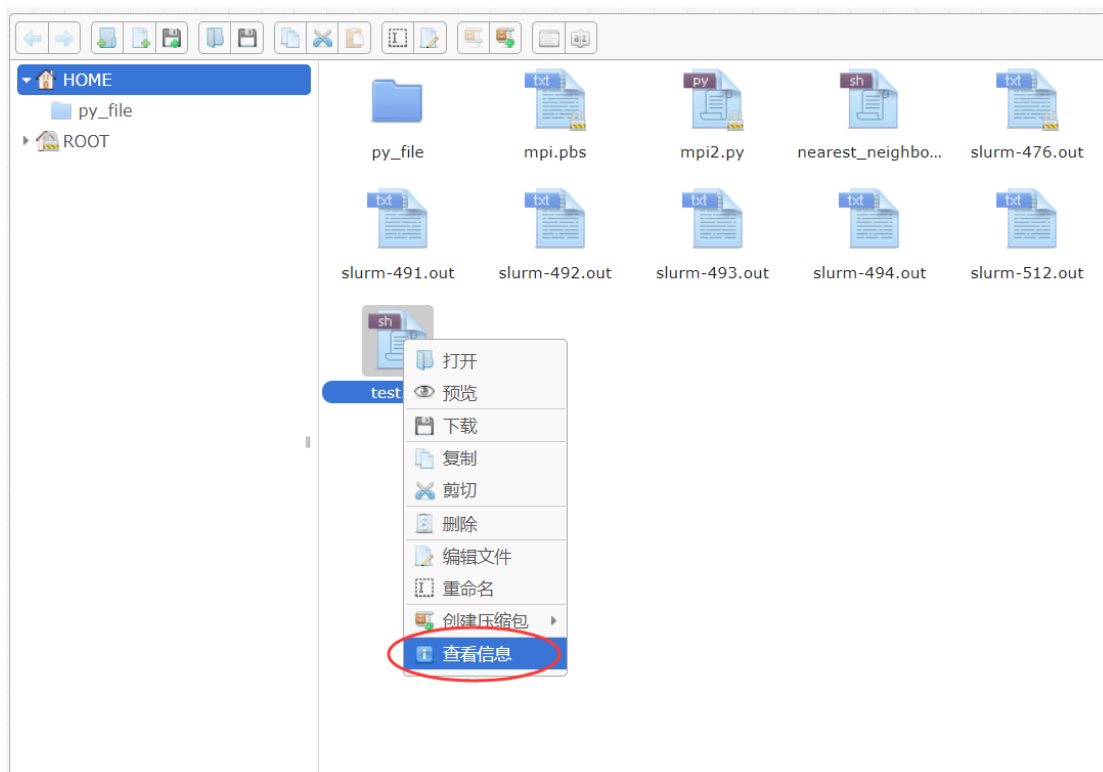 HOME
py_file
ROOT
py_file
txt
mpi.pbs
py
mpi2.py
sh
nearest_neighbo...
txt
slurm-476.out
txt
slurm-491.out
txt
slurm-492.out
txt
slurm-493.out
txt
slurm-494.out
txt
slurm-512.out
sh
test
打开
预览
下载
复制
剪切
删除
编辑文件
重命名
创建压缩包
查看信息